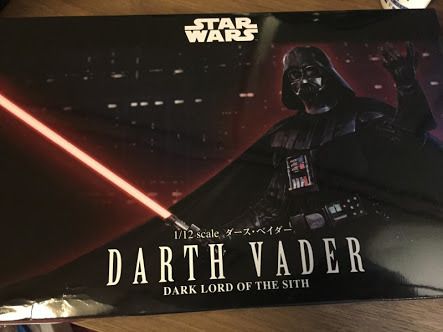 STAR
WARS
1/12 scale ダース・ベイダー
DARTH VADER
DARK LORD OF THE SITH